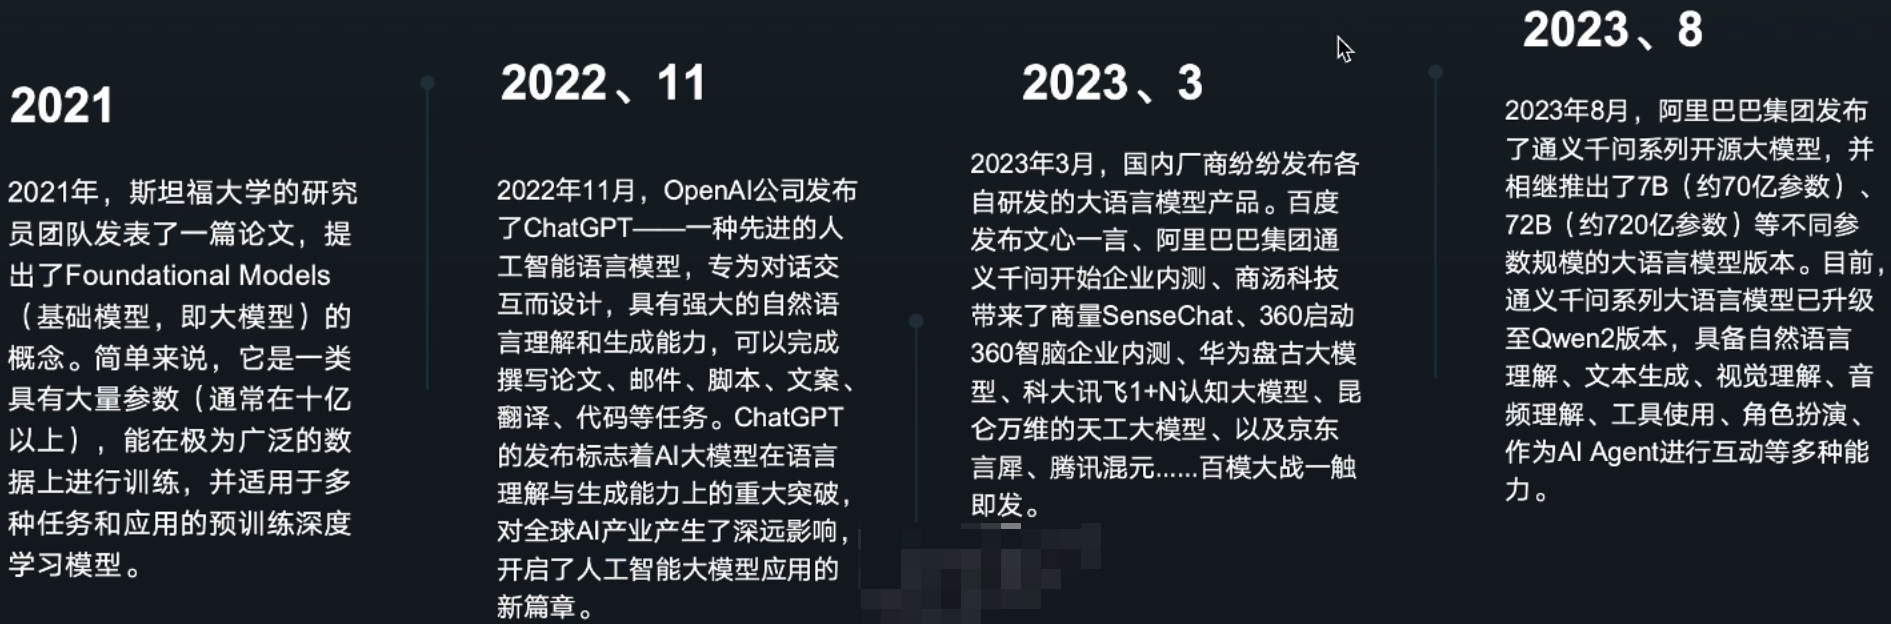 2021
2021年，斯坦福大学的研究
员团队发表了一篇论文，提
出了Foundational Models
（基础模型，即大模型）的
概念。简单来说，它是一类
具有大量参数（通常在十亿
以上），能在极为广泛的数
据上进行训练，并适用于多
种任务和应用的预训练深度
学习模型。
2022、11
2022年11月，OpenAI公司发布
了ChatGPT——一种先进的人
工智能语言模型，专为对话交
互而设计，具有强大的自然语
言理解和生成能力，可以完成
撰写论文、邮件、脚本、文案、
翻译、代码等任务。ChatGPT
的发布标志着AI大模型在语言
理解与生成能力上的重大突破，
对全球AI产业产生了深远影响，
开启了人工智能大模型应用的
新篇章。
2023、3
2023年3月，国内厂商纷纷发布各
自研发的大语言模型产品。百度
发布文心一言、阿里巴巴集团通
义千问开始企业内测、商汤科技
带来了商量SenseChat、360启动
360智脑企业内测、华为盘古大模
型、科大讯飞1+N认知大模型、昆
仑万维的天工大模型、以及京东
言犀、腾讯混元......百模大战一触
即发。
2023、8
2023年8月，阿里巴巴集团发布
了通义千问系列开源大模型，并
相继推出了7B（约70亿参数）、
72B（约720亿参数）等不同参
数规模的大语言模型版本。目前，
通义千问系列大语言模型已升级
至Qwen2版本，具备自然语言
理解、文本生成、视觉理解、音
频理解、工具使用、角色扮演、
作为AI Agent进行互动等多种能
力。